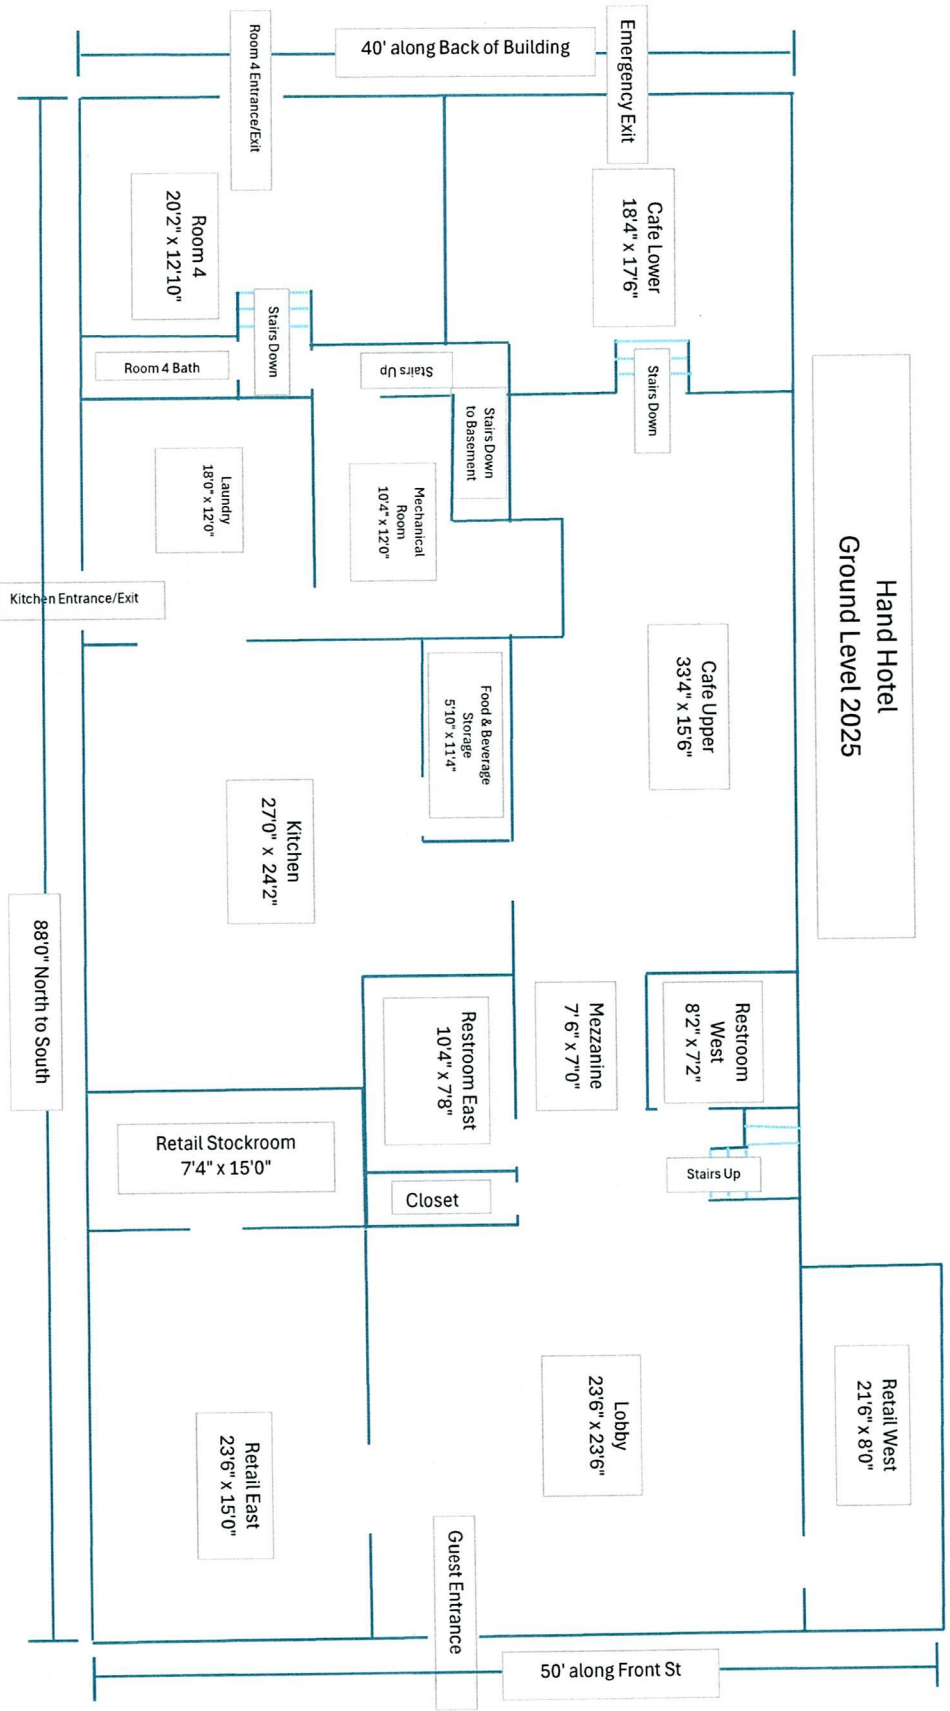 Hand Hotel
Ground Level 2025
40' along Back of Building
Room 4 Entrance/Exit
Emergency Exit
Room 4
20'2" x 12'10"
Cafe Lower
18'4" x 17'6"
Stairs Down
Room 4 Bath
Stairs Up
Stairs Down
to Basement
Stairs Down
Laundry
18'0" x 12'0"
Mechanical
Room
10'4" x 12'0"
Kitchen Entrance/Exit
Cafe Upper
33'4" x 15'6"
Food & Beverage
Storage
5'10" x 11'4"
Kitchen
27'0" x 24'2"
88'0" North to South
Restroom East
10'4" x 7'8"
Mezzanine
7'6" x 7"0"
Restroom
West
8'2" x 7'2"
Retail Stockroom
7'4" x 15'0"
Closet
Stairs Up
Lobby
23'6" x 23'6"
Retail West
21'6" x 8'0"
Retail East
23'6" x 15'0"
Guest Entrance
50' along Front St